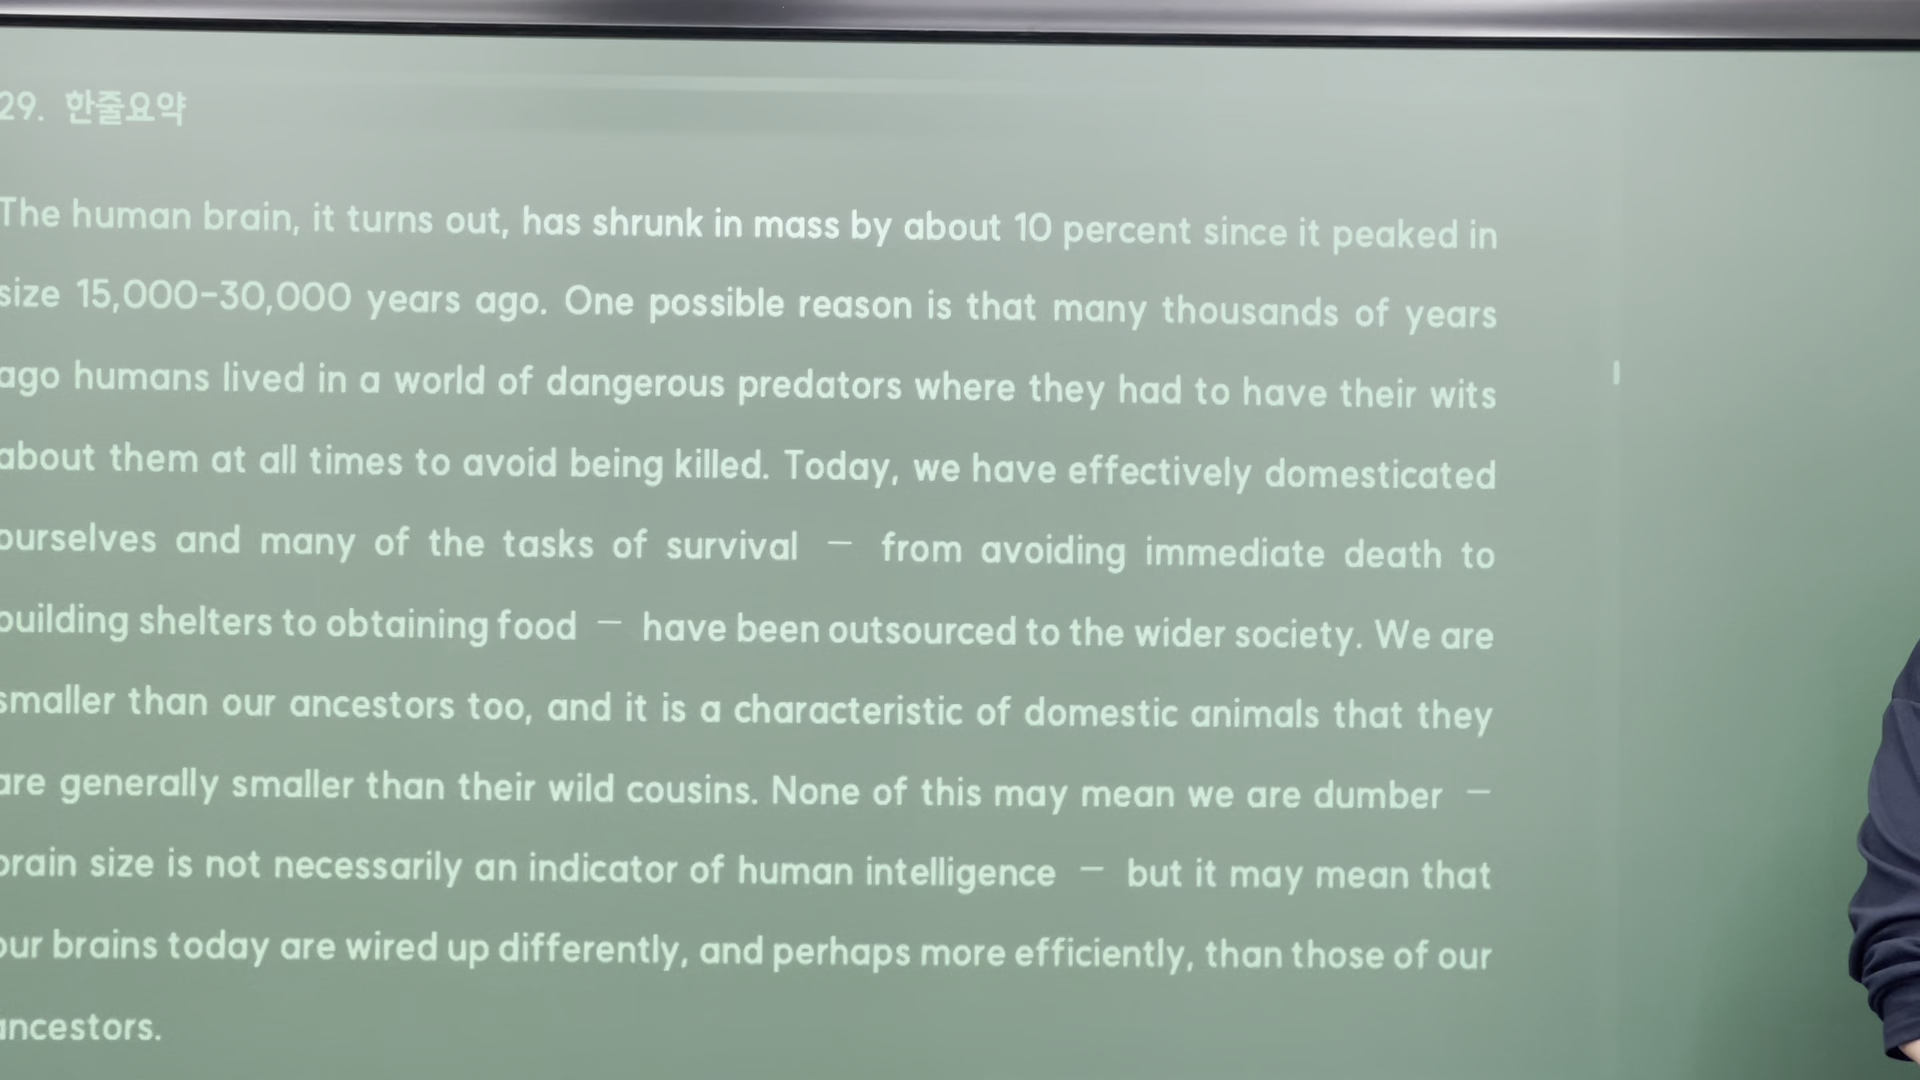 29. 한줄요약
The human brain, it turns out, has shrunk in mass by about 10 percent since it peaked in
size 15,000-30,000 years ago. One possible reason is that many thousands of years
ago humans lived in a world of dangerous predators where they had to have their wits
about them at all times to avoid being killed. Today, we have effectively domesticated
ourselves and many of the tasks of survival — from avoiding immediate death to
building shelters to obtaining food — have been outsourced to the wider society. We are
smaller than our ancestors too, and it is a characteristic of domestic animals that they
are generally smaller than their wild cousins. None of this may mean we are dumber —
brain size is not necessarily an indicator of human intelligence — but it may mean that
our brains today are wired up differently, and perhaps more efficiently, than those of our
ancestors.